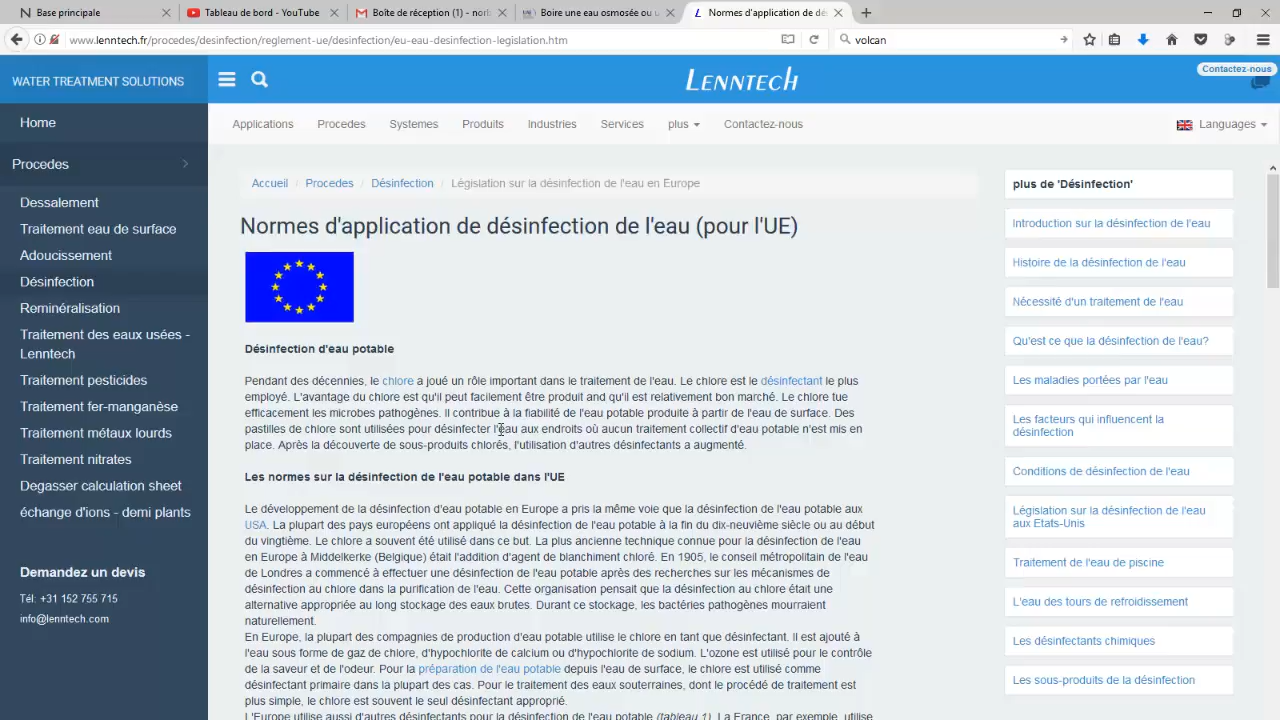 Base principale
Tableau de bord - YouTube
Boîte de réception (1) - norl
Boire une eau osmosée ou u
Normes d'application de dé
www.lenntech.fr/procedes/desinfection/reglement-ue/desinfection/eu-eau-desinfection-legislation.htm
volcan
WATER TREATMENT SOLUTIONS
LENNTECH
Contactez-nous
Home
Applications
Procedes
Systemes
Produits
Industries
Services
plus
Contactez-nous
Languages
Procedes
Dessalement
Traitement eau de surface
Adoucissement
Désinfection
Reminéralisation
Traitement des eaux usées -
Lenntech
Traitement pesticides
Traitement fer-manganèse
Traitement métaux lourds
Traitement nitrates
Degasser calculation sheet
échange d'ions - demi plants
Demandez un devis
Tél: +31 152 755 715
info@lenntech.com
Accueil / Procedes / Désinfection / Législation sur la désinfection de l'eau en Europe
Normes d'application de désinfection de l'eau (pour l'UE)
Désinfection d'eau potable
Pendant des décennies, le chlore a joué un rôle important dans le traitement de l'eau. Le chlore est le désinfectant le plus
employé. L'avantage du chlore est qu'il peut facilement être produit and qu'il est relativement bon marché. Le chlore tue
efficacement les microbes pathogènes. Il contribue à la fiabilité de l'eau potable produite à partir de l'eau de surface. Des
pastilles de chlore sont utilisées pour désinfecter l'eau aux endroits où aucun traitement collectif d'eau potable n'est mis en
place. Après la découverte de sous-produits chlorés, l'utilisation d'autres désinfectants a augmenté.
Les normes sur la désinfection de l'eau potable dans l'UE
Le développement de la désinfection d'eau potable en Europe a pris la même voie que la désinfection de l'eau potable aux
USA. La plupart des pays européens ont appliqué la désinfection de l'eau potable à la fin du dix-neuvième siècle ou au début
du vingtième. Le chlore a souvent été utilisé dans ce but. La plus ancienne technique connue pour la désinfection de l'eau
en Europe à Middelkerke (Belgique) était l'addition d'agent de blanchiment chloré. En 1905, le conseil métropolitain de l'eau
de Londres a commencé à effectuer une désinfection de l'eau potable après des recherches sur les mécanismes de
désinfection au chlore dans la purification de l'eau. Cette organisation pensait que la désinfection au chlore était une
alternative appropriée au long stockage des eaux brutes. Durant ce stockage, les bactéries pathogènes mourraient
naturellement.
En Europe, la plupart des compagnies de production d'eau potable utilise le chlore en tant que désinfectant. Il est ajouté à
l'eau sous forme de gaz de chlore, d'hypochlorite de calcium ou d'hypochlorite de sodium. L'ozone est utilisé pour le contrôle
de la saveur et de l'odeur. Pour la préparation de l'eau potable depuis l'eau de surface, le chlore est utilisé comme
désinfectant primaire dans la plupart des cas. Pour le traitement des eaux souterraines, dont le procédé de traitement est
plus simple, le chlore est souvent le seul désinfectant approprié.
L'Europe utilise aussi d'autres désinfectants pour la désinfection de l'eau potable (tableau 1). La France, par exemple, utilise
plus de 'Désinfection'
Introduction sur la désinfection de l'eau
Histoire de la désinfection de l'eau
Nécessité d'un traitement de l'eau
Qu'est ce que la désinfection de l'eau?
Les maladies portées par l'eau
Les facteurs qui influencent la
désinfection
Conditions de désinfection de l'eau
Législation sur la désinfection de l'eau
aux Etats-Unis
Traitement de l'eau de piscine
L'eau des tours de refroidissement
Les désinfectants chimiques
Les sous-produits de la désinfection